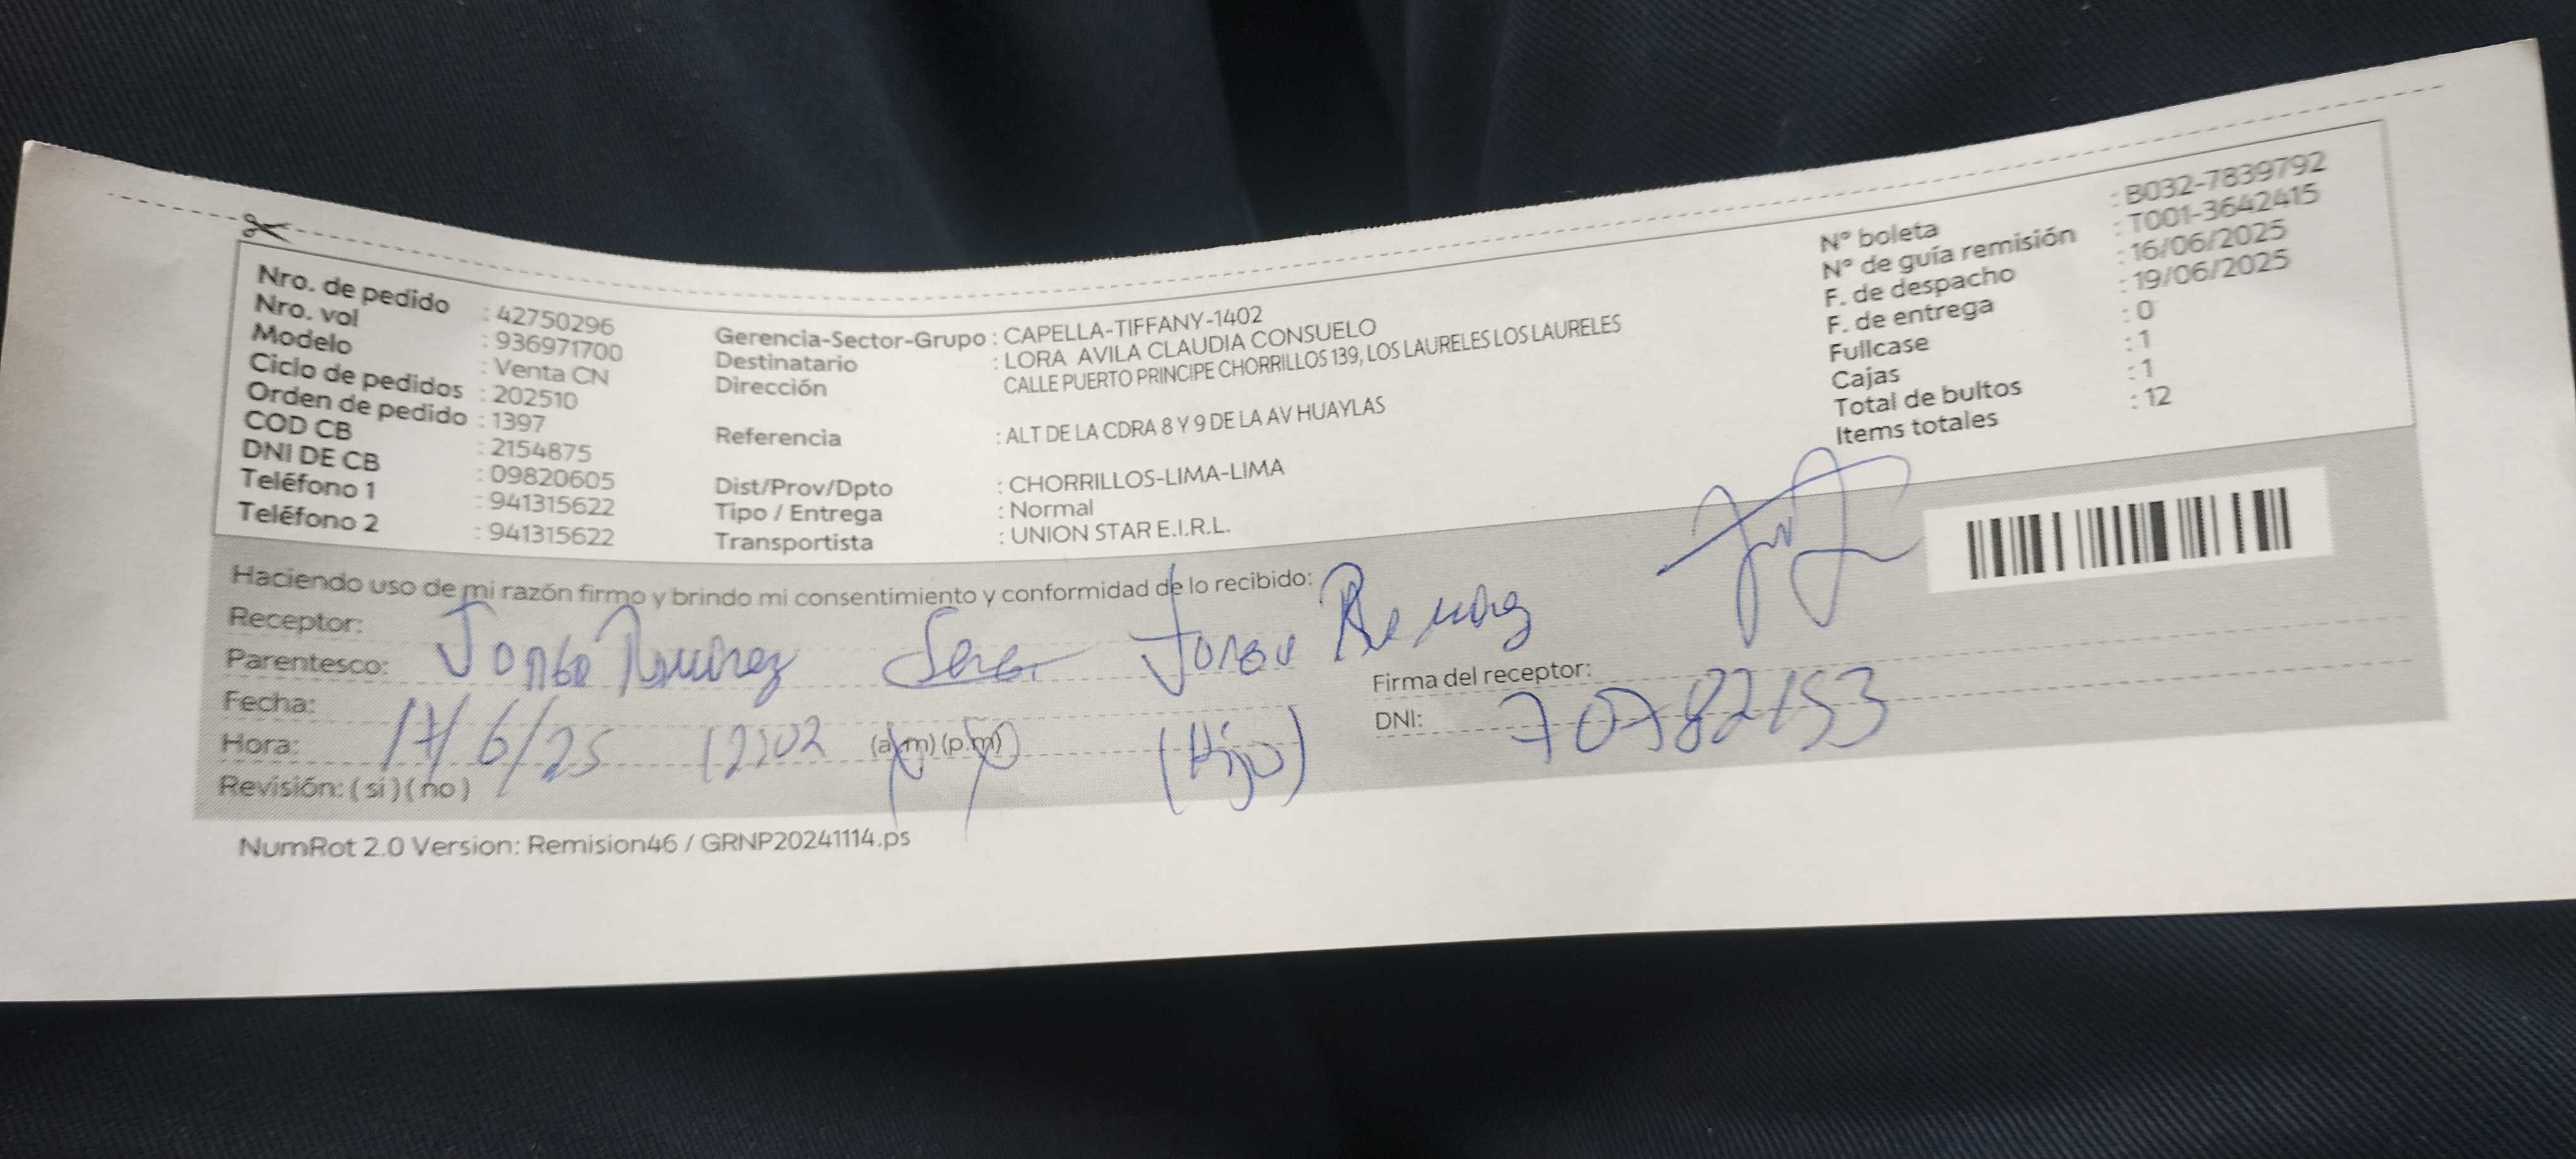 Nro. de pedido : 42750296
Nro. vol : 936971700
Modelo : Venta CN
Ciclo de pedidos : 202510
Orden de pedido : 1397
COD CB : 2154875
DNI DE CB : 09820605
Teléfono 1 : 941315622
Teléfono 2 : 941315622
Gerencia-Sector-Grupo : CAPELLA-TIFFANY-1402
Destinatario : LORA AVILA CLAUDIA CONSUELO
Dirección CALLE PUERTO PRINCIPE CHORRILLOS 139, LOS LAURELES LOS LAURELES
Referencia : ALT DE LA CDRA 8 Y 9 DE LA AV HUAYLAS
Dist/Prov/Dpto : CHORRILLOS-LIMA-LIMA
Tipo / Entrega : Normal
Transportista : UNION STAR E.I.R.L.
N° boleta : B032-7839792
N° de guía remisión : T001-3642415
F. de despacho : 16/06/2025
F. de entrega : 19/06/2025
Fullcase : 0
Cajas : 1
Total de bultos : 1
Items totales : 12
Haciendo uso de mi razón firmo y brindo mi consentimiento y conformidad de lo recibido:
Receptor:
Parentesco:
Fecha: 17/6/25
Hora: (a.m) (p.m) (Hijo)
Revisión: ( si ) ( no )
Firma del receptor:
DNI: 70782153
NumRot 2.0 Version: Remision46 / GRNP20241114.ps